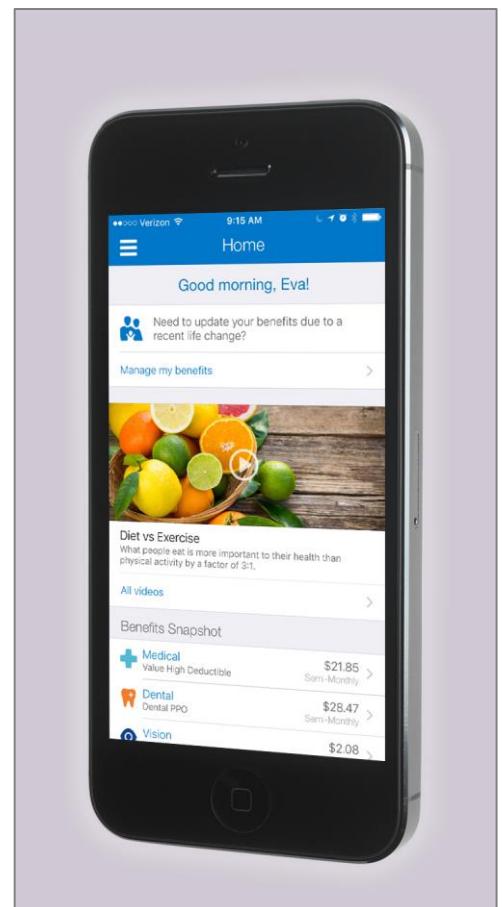 Verizon 9:15 AM
Home
Good morning, Eva!
Need to update your benefits due to a
recent life change?
Manage my benefits
Diet vs Exercise
What people eat is more important to their health than
physical activity by a factor of 3:1.
All videos
Benefits Snapshot
Medical
$21.85
Value High Deductible
Semi-Monthly
Dental
$28.47
Dental PPO
Semi-Monthly
Vision
$2.08